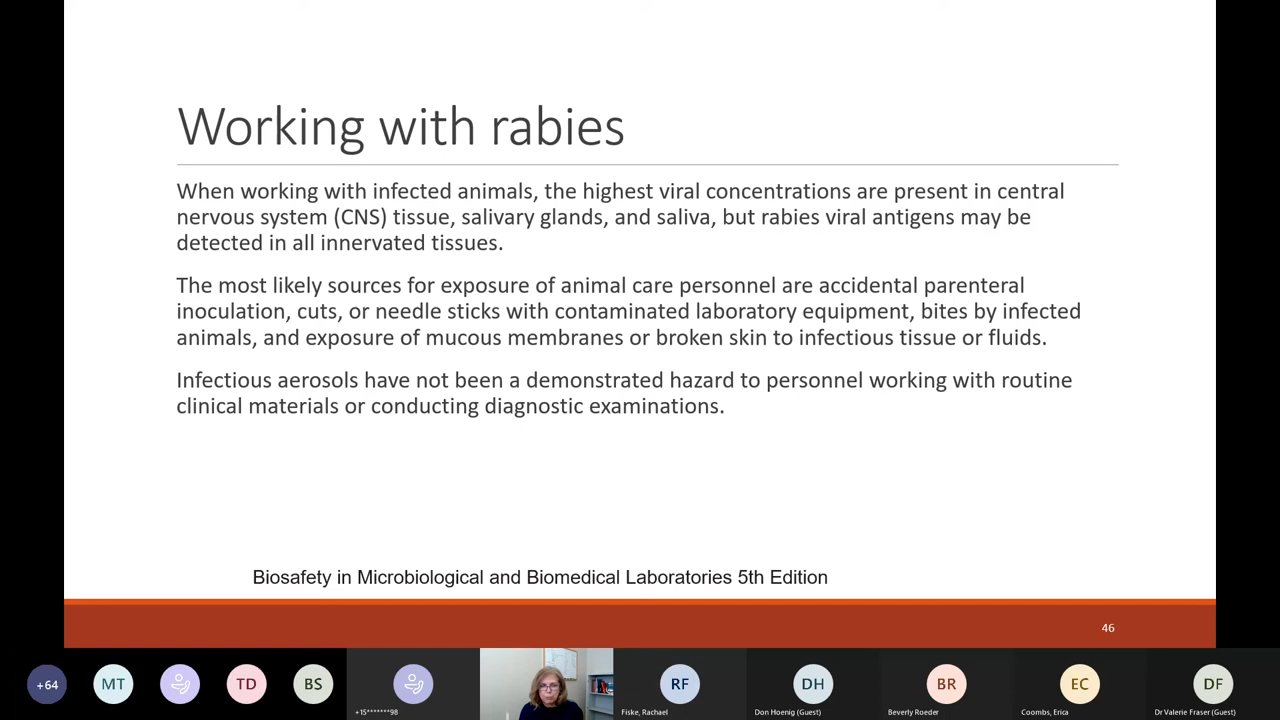 Working with rabies
When working with infected animals, the highest viral concentrations are present in central
nervous system (CNS) tissue, salivary glands, and saliva, but rabies viral antigens may be
detected in all innervated tissues.
The most likely sources for exposure of animal care personnel are accidental parenteral
inoculation, cuts, or needle sticks with contaminated laboratory equipment, bites by infected
animals, and exposure of mucous membranes or broken skin to infectious tissue or fluids.
Infectious aerosols have not been a demonstrated hazard to personnel working with routine
clinical materials or conducting diagnostic examinations.
Biosafety in Microbiological and Biomedical Laboratories 5th Edition
46
+64 MT TD BS RF DH BR EC DF
+15*******98 Fiske, Rachael Don Hoenig (Guest) Beverly Roeder Coombs, Erica Dr Valerie Fraser (Guest)